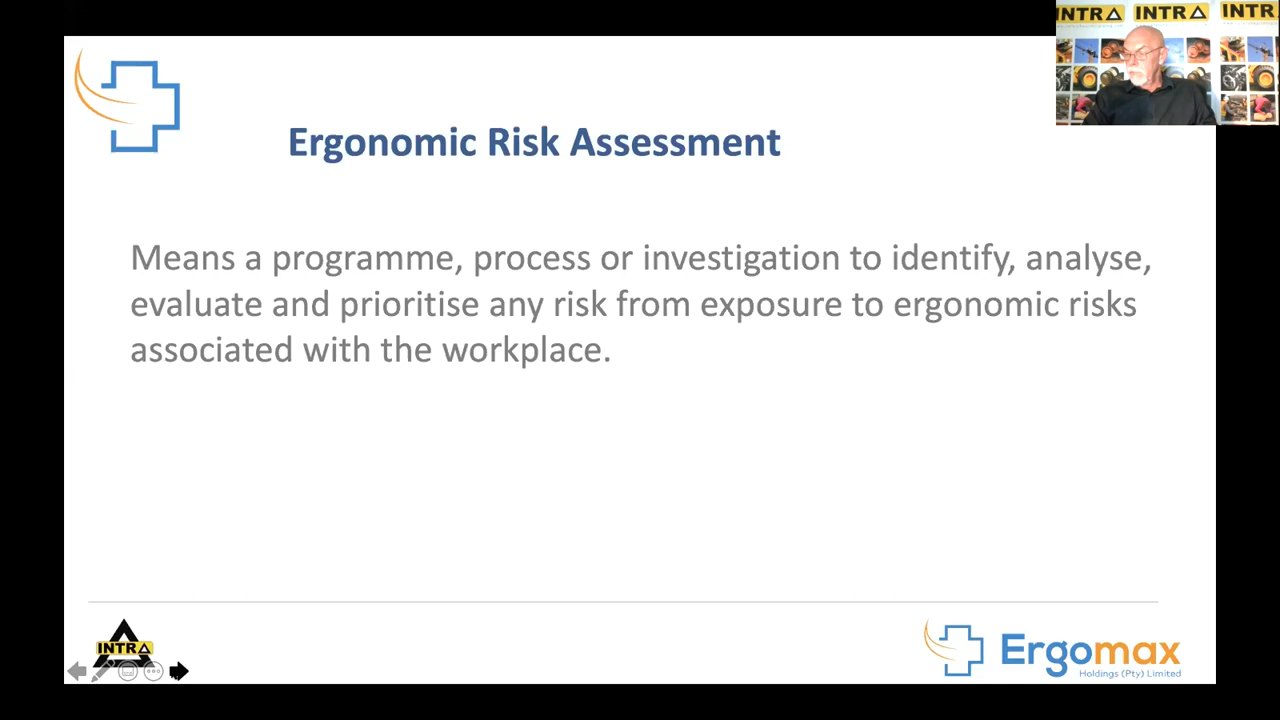 INTRA INTRA INTR
Ergonomic Risk Assessment
Means a programme, process or investigation to identify, analyse,
evaluate and prioritise any risk from exposure to ergonomic risks
associated with the workplace.
INTRA
Ergomax
Holdings (Pty) Limited